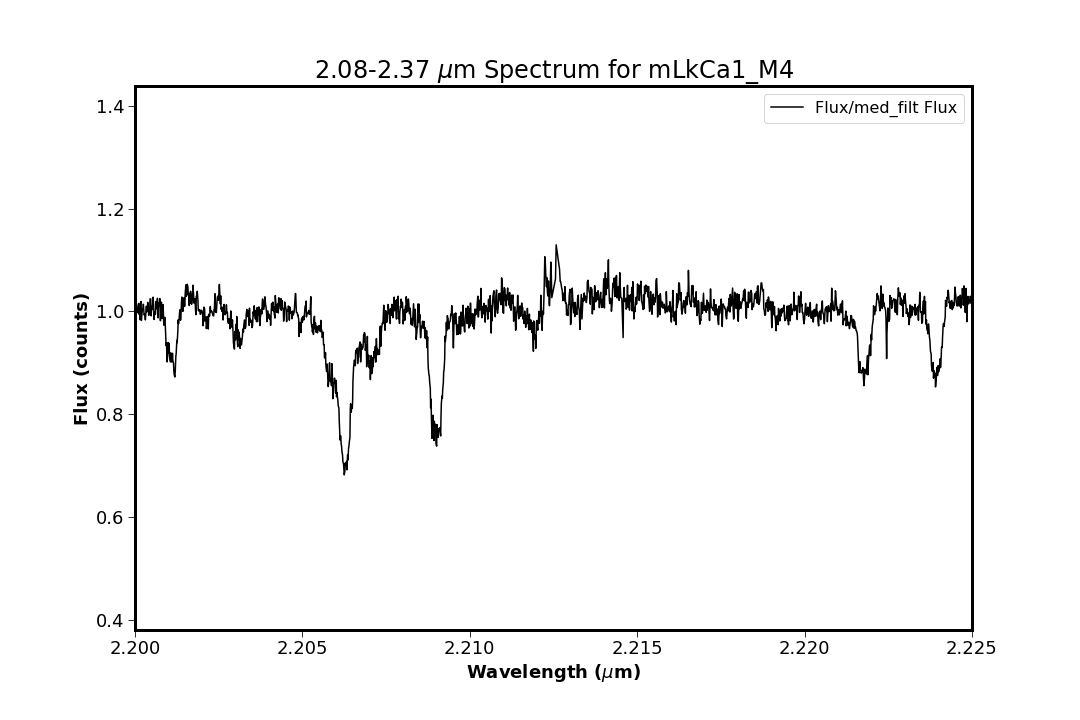 2.08-2.37 μm Spectrum for mLkCa1_M4
Flux/med_filt Flux
1.4
1.2
1.0
0.8
0.6
0.4
Flux (counts)
2.200 2.205 2.210 2.215 2.220 2.225
Wavelength (μm)